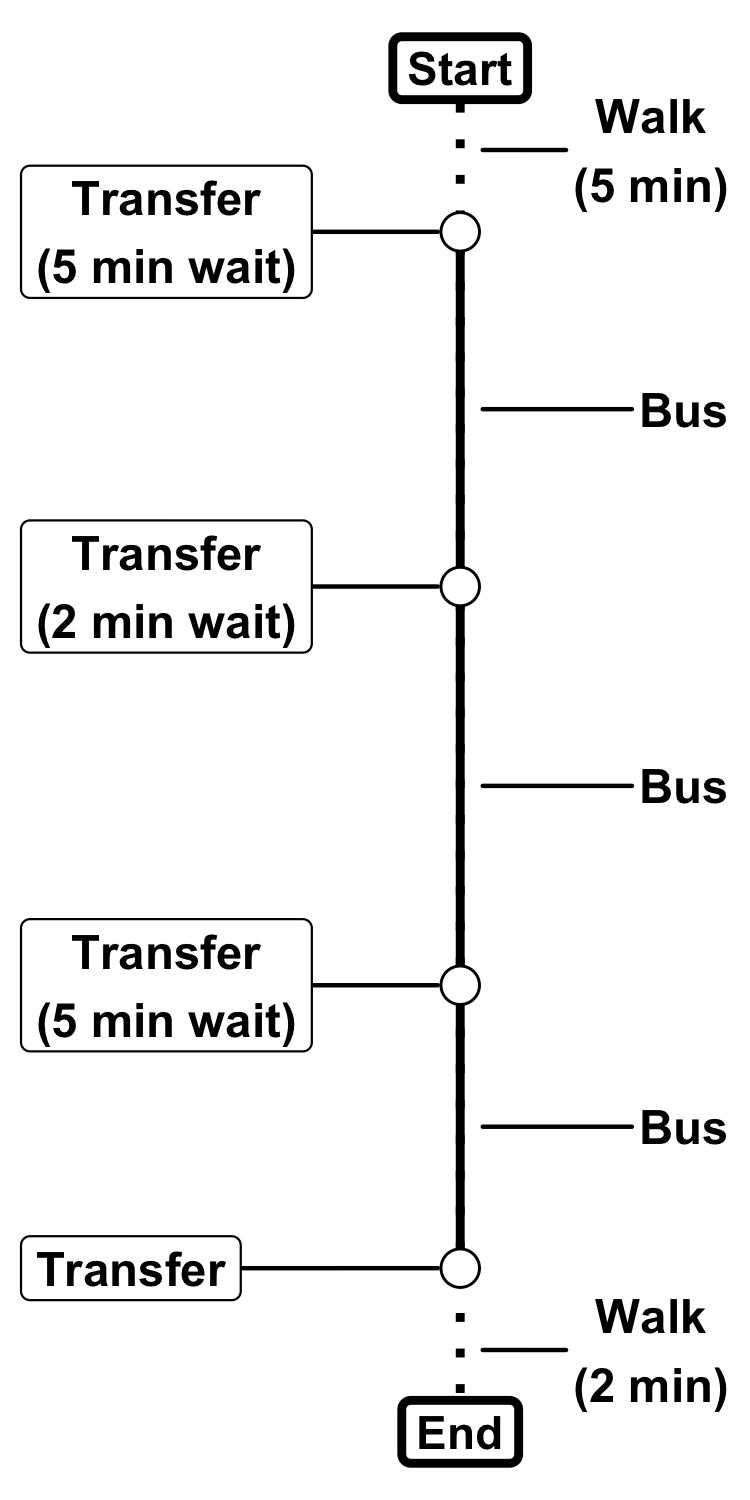 Start
Walk
(5 min)
Transfer
(5 min wait)
Bus
Transfer
(2 min wait)
Bus
Transfer
(5 min wait)
Bus
Transfer
Walk
(2 min)
End